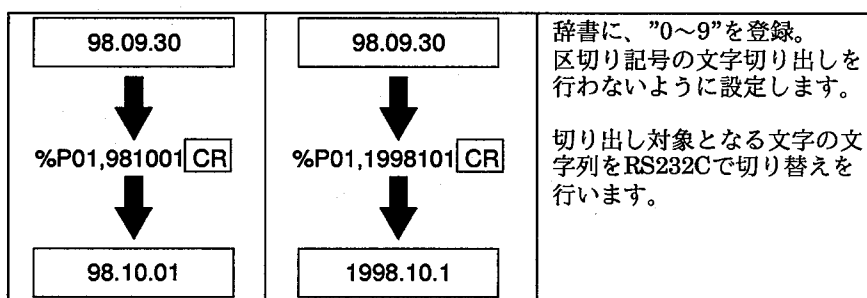 98.09.30
%P01,981001 CR
98.10.01
98.09.30
%P01,1998101 CR
1998.10.1
辞書に、"0～9"を登録。
区切り記号の文字切り出しを
行わないように設定します。
切り出し対象となる文字の文
字列をRS232Cで切り替えを
行います。